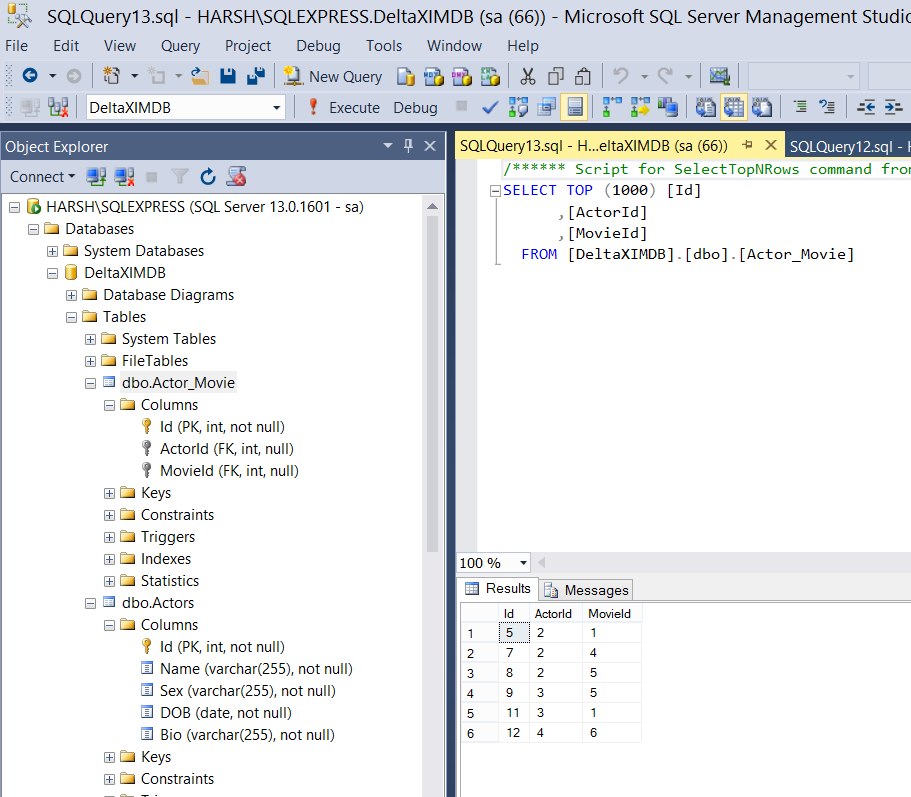 SQLQuery13.sql - HARSH\SQLEXPRESS.DeltaXIMDB (sa (66)) - Microsoft SQL Server Management
File Edit View Query Project Debug Tools Window Help
New Query
DeltaXIMDB Execute Debug
Object Explorer
Connect
HARSH\SQLEXPRESS (SQL Server 13.0.1601 - sa)
Databases
System Databases
DeltaXIMDB
Database Diagrams
Tables
System Tables
FileTables
dbo.Actor_Movie
Columns
Id (PK, int, not null)
ActorId (FK, int, null)
MovieId (FK, int, null)
Keys
Constraints
Triggers
Indexes
Statistics
dbo.Actors
Columns
Id (PK, int, not null)
Name (varchar(255), not null)
Sex (varchar(255), not null)
DOB (date, not null)
Bio (varchar(255), not null)
Keys
Constraints
SQLQuery13.sql - H...eltaXIMDB (sa (66)) SQLQuery12.sql - H
/****** Script for SelectTopNRows command from
SELECT TOP (1000) [Id]
,[ActorId]
,[MovieId]
FROM [DeltaXIMDB].[dbo].[Actor_Movie]
100 %
Results Messages
Id ActorId MovieId
1 5 2 1
2 7 2 4
3 8 2 5
4 9 3 5
5 11 3 1
6 12 4 6